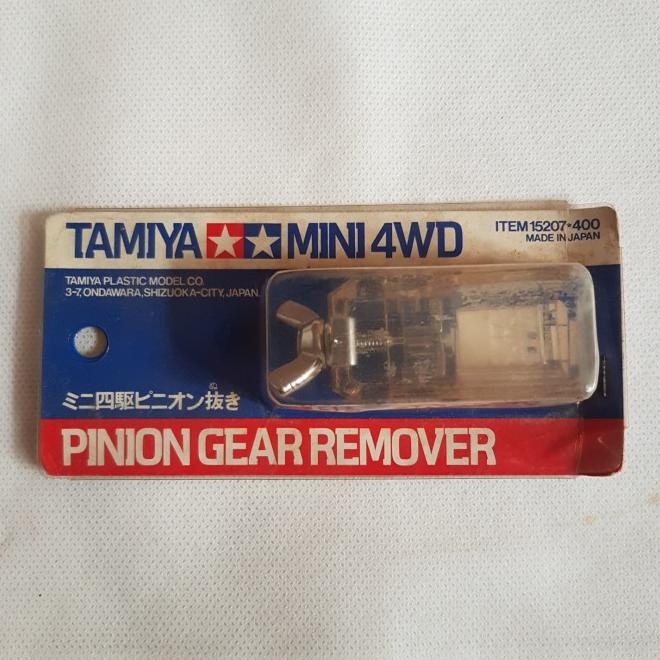 TAMIYA MINI 4WD
ITEM 15207★400
MADE IN JAPAN
TAMIYA PLASTIC MODEL CO.
3-7, ONDAWARA, SHIZUOKA-CITY, JAPAN.
ミニ四駆ピニオン抜き
PINION GEAR REMOVER